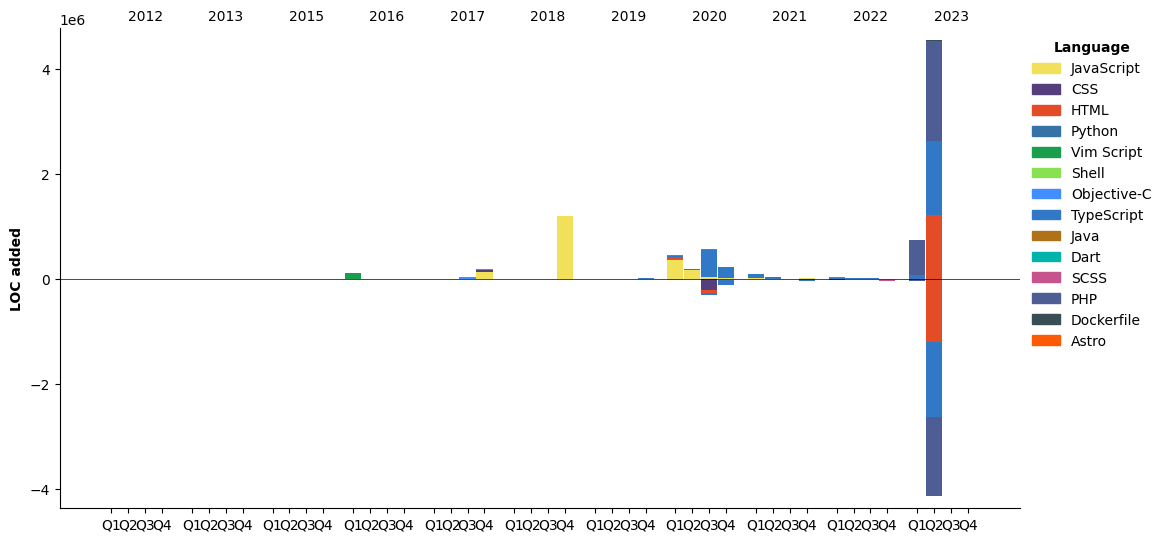 2012 2013 2015 2016 2017 2018 2019 2020 2021 2022 2023
1e6
LOC added
4
2
0
−2
−4
Q1Q2Q3Q4 Q1Q2Q3Q4 Q1Q2Q3Q4 Q1Q2Q3Q4 Q1Q2Q3Q4 Q1Q2Q3Q4 Q1Q2Q3Q4 Q1Q2Q3Q4 Q1Q2Q3Q4 Q1Q2Q3Q4 Q1Q2Q3Q4
Language
JavaScript
CSS
HTML
Python
Vim Script
Shell
Objective-C
TypeScript
Java
Dart
SCSS
PHP
Dockerfile
Astro